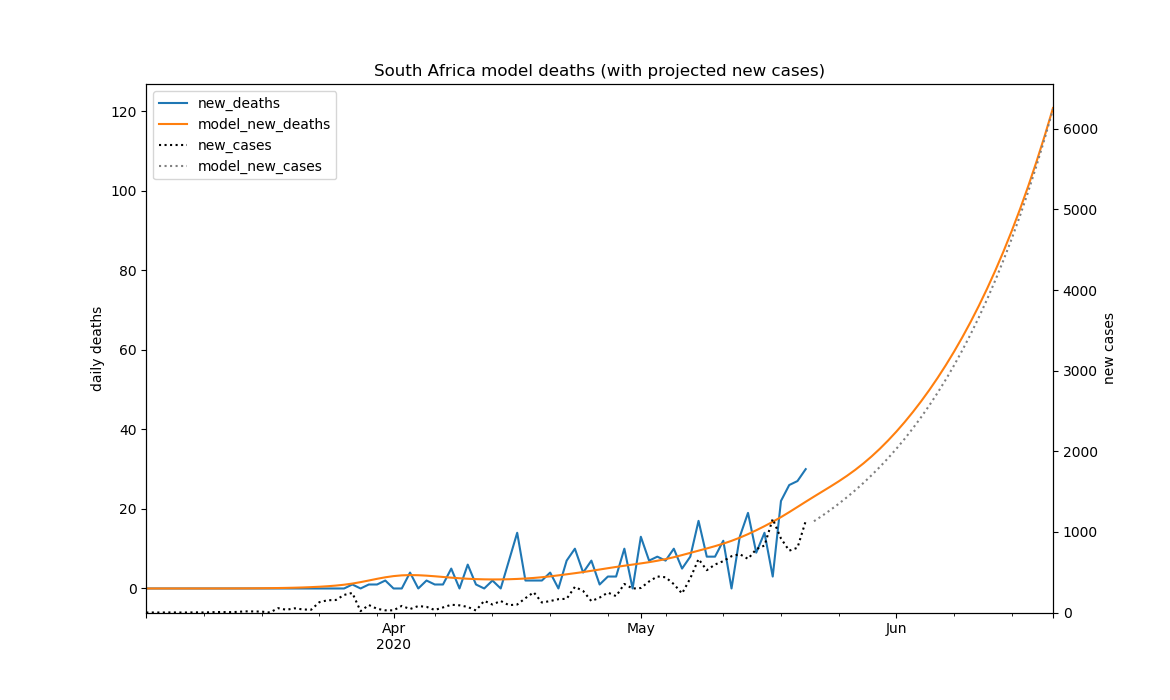 South Africa model deaths (with projected new cases)
new_deaths
model_new_deaths
new_cases
model_new_cases
120
100
80
60
40
20
0
daily deaths
6000
5000
4000
3000
2000
1000
0
new cases
Apr
2020
May
Jun